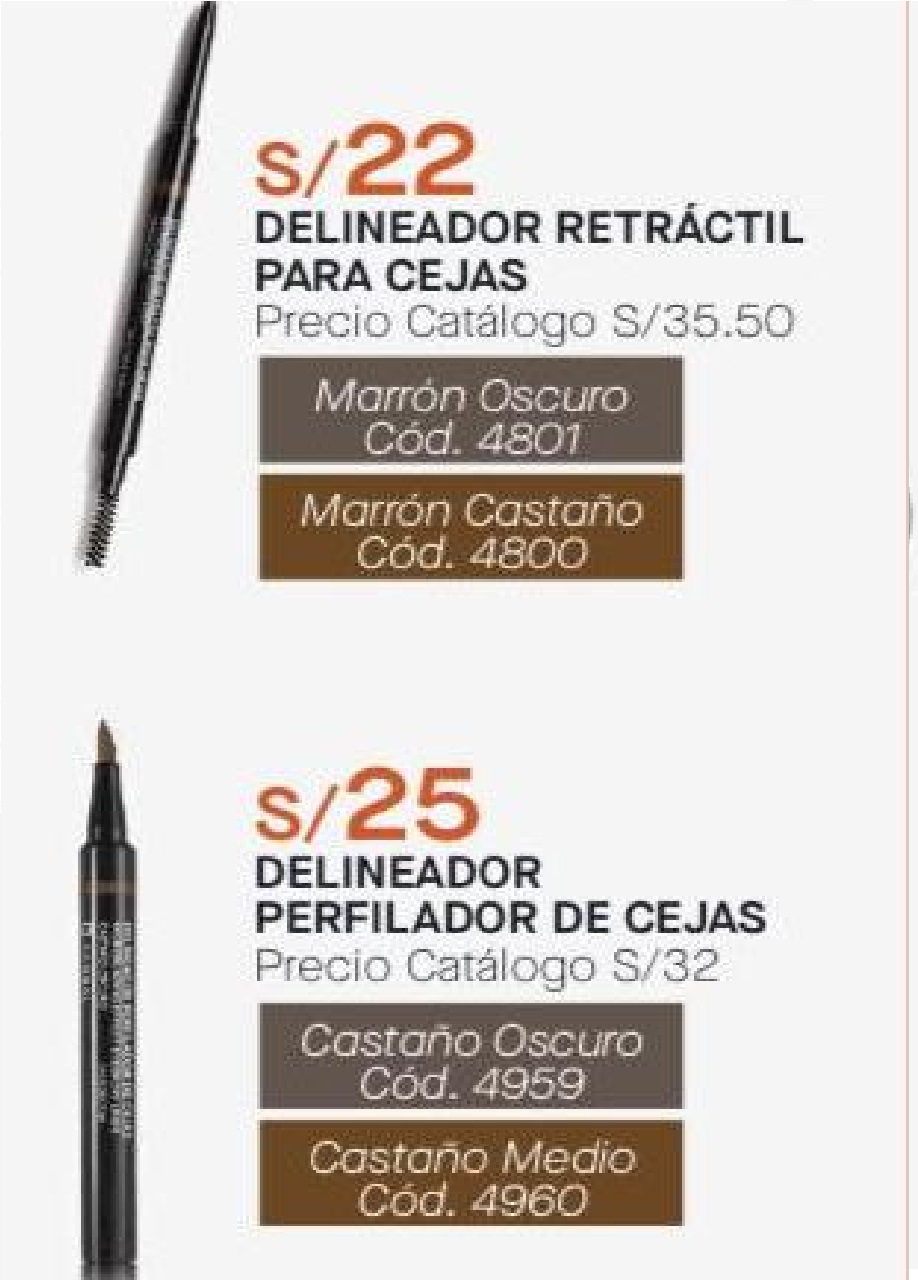 S/22
DELINEADOR RETRÁCTIL
PARA CEJAS
Precio Catálogo S/35.50
Marrón Oscuro
Cód. 4801
Marrón Castaño
Cód. 4800
S/25
DELINEADOR
PERFILADOR DE CEJAS
Precio Catálogo S/32
Castaño Oscuro
Cód. 4959
Castaño Medio
Cód. 4960